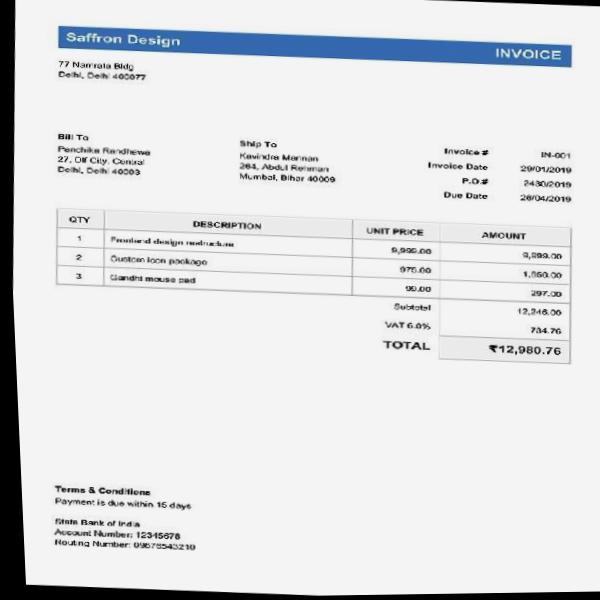 Saffron Design
INVOICE
77 Namrata Bldg
Delhi, Delhi 400077
Bill To
Panchika Randhawa
27, Dlf City, Central
Delhi, Delhi 40003
Ship To
Kavindra Mannan
264, Abdul Rehman
Mumbai, Bihar 40009
Invoice # IN-001
Invoice Date 29/01/2019
P.O.# 2430/2019
Due Date 26/04/2019
QTY DESCRIPTION UNIT PRICE AMOUNT
1 Frontend design restructure 9,999.00 9,999.00
2 Custom icon package 975.00 1,950.00
3 Gandhi mouse pad 99.00 297.00
Subtotal 12,246.00
VAT 6.0% 734.76
TOTAL ₹12,980.76
Terms & Conditions
Payment is due within 15 days
State Bank of India
Account Number: 12345678
Routing Number: 09876543210